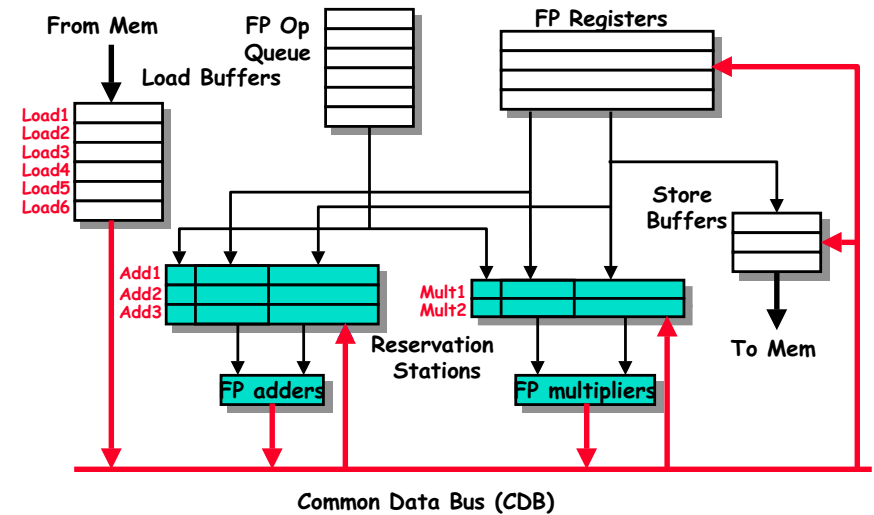 From Mem
FP Op
Queue
FP Registers
Load Buffers
Load1
Load2
Load3
Load4
Load5
Load6
Store
Buffers
Add1
Add2
Add3
Mult1
Mult2
Reservation
Stations
To Mem
FP adders
FP multipliers
Common Data Bus (CDB)